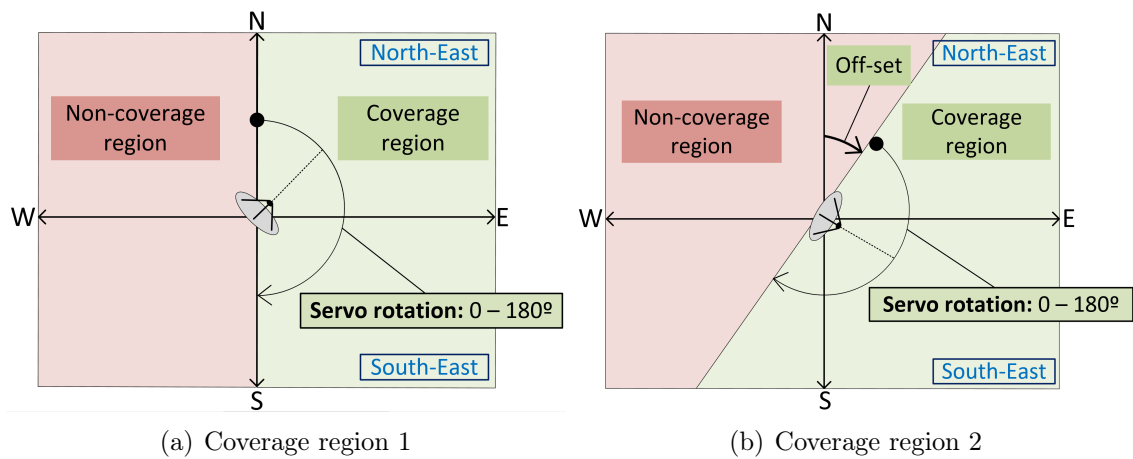 N
North-East
Non-coverage
region
Coverage
region
W
E
Servo rotation: 0 – 180º
South-East
S
(a) Coverage region 1
N
North-East
Off-set
Non-coverage
region
Coverage
region
W
E
Servo rotation: 0 – 180º
South-East
S
(b) Coverage region 2